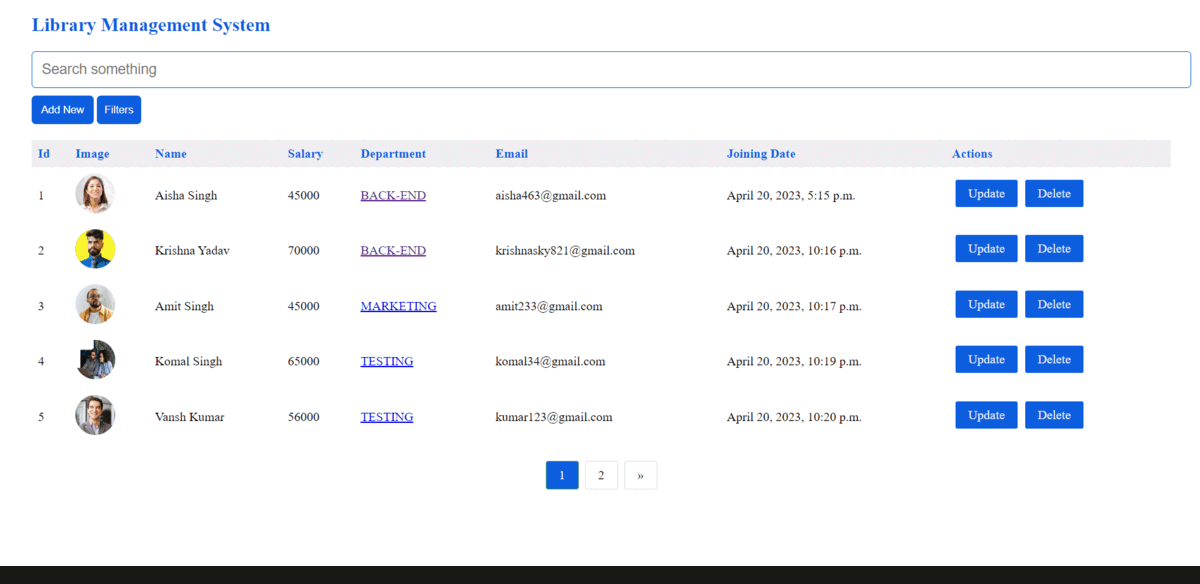 Library Management System
Search something
Add New Filters
Id Image Name Salary Department Email Joining Date Actions
1 Aisha Singh 45000 BACK-END aisha463@gmail.com April 20, 2023, 5:15 p.m. Update Delete
2 Krishna Yadav 70000 BACK-END krishnasky821@gmail.com April 20, 2023, 10:16 p.m. Update Delete
3 Amit Singh 45000 MARKETING amit233@gmail.com April 20, 2023, 10:17 p.m. Update Delete
4 Komal Singh 65000 TESTING komal34@gmail.com April 20, 2023, 10:19 p.m. Update Delete
5 Vansh Kumar 56000 TESTING kumar123@gmail.com April 20, 2023, 10:20 p.m. Update Delete
1 2 »